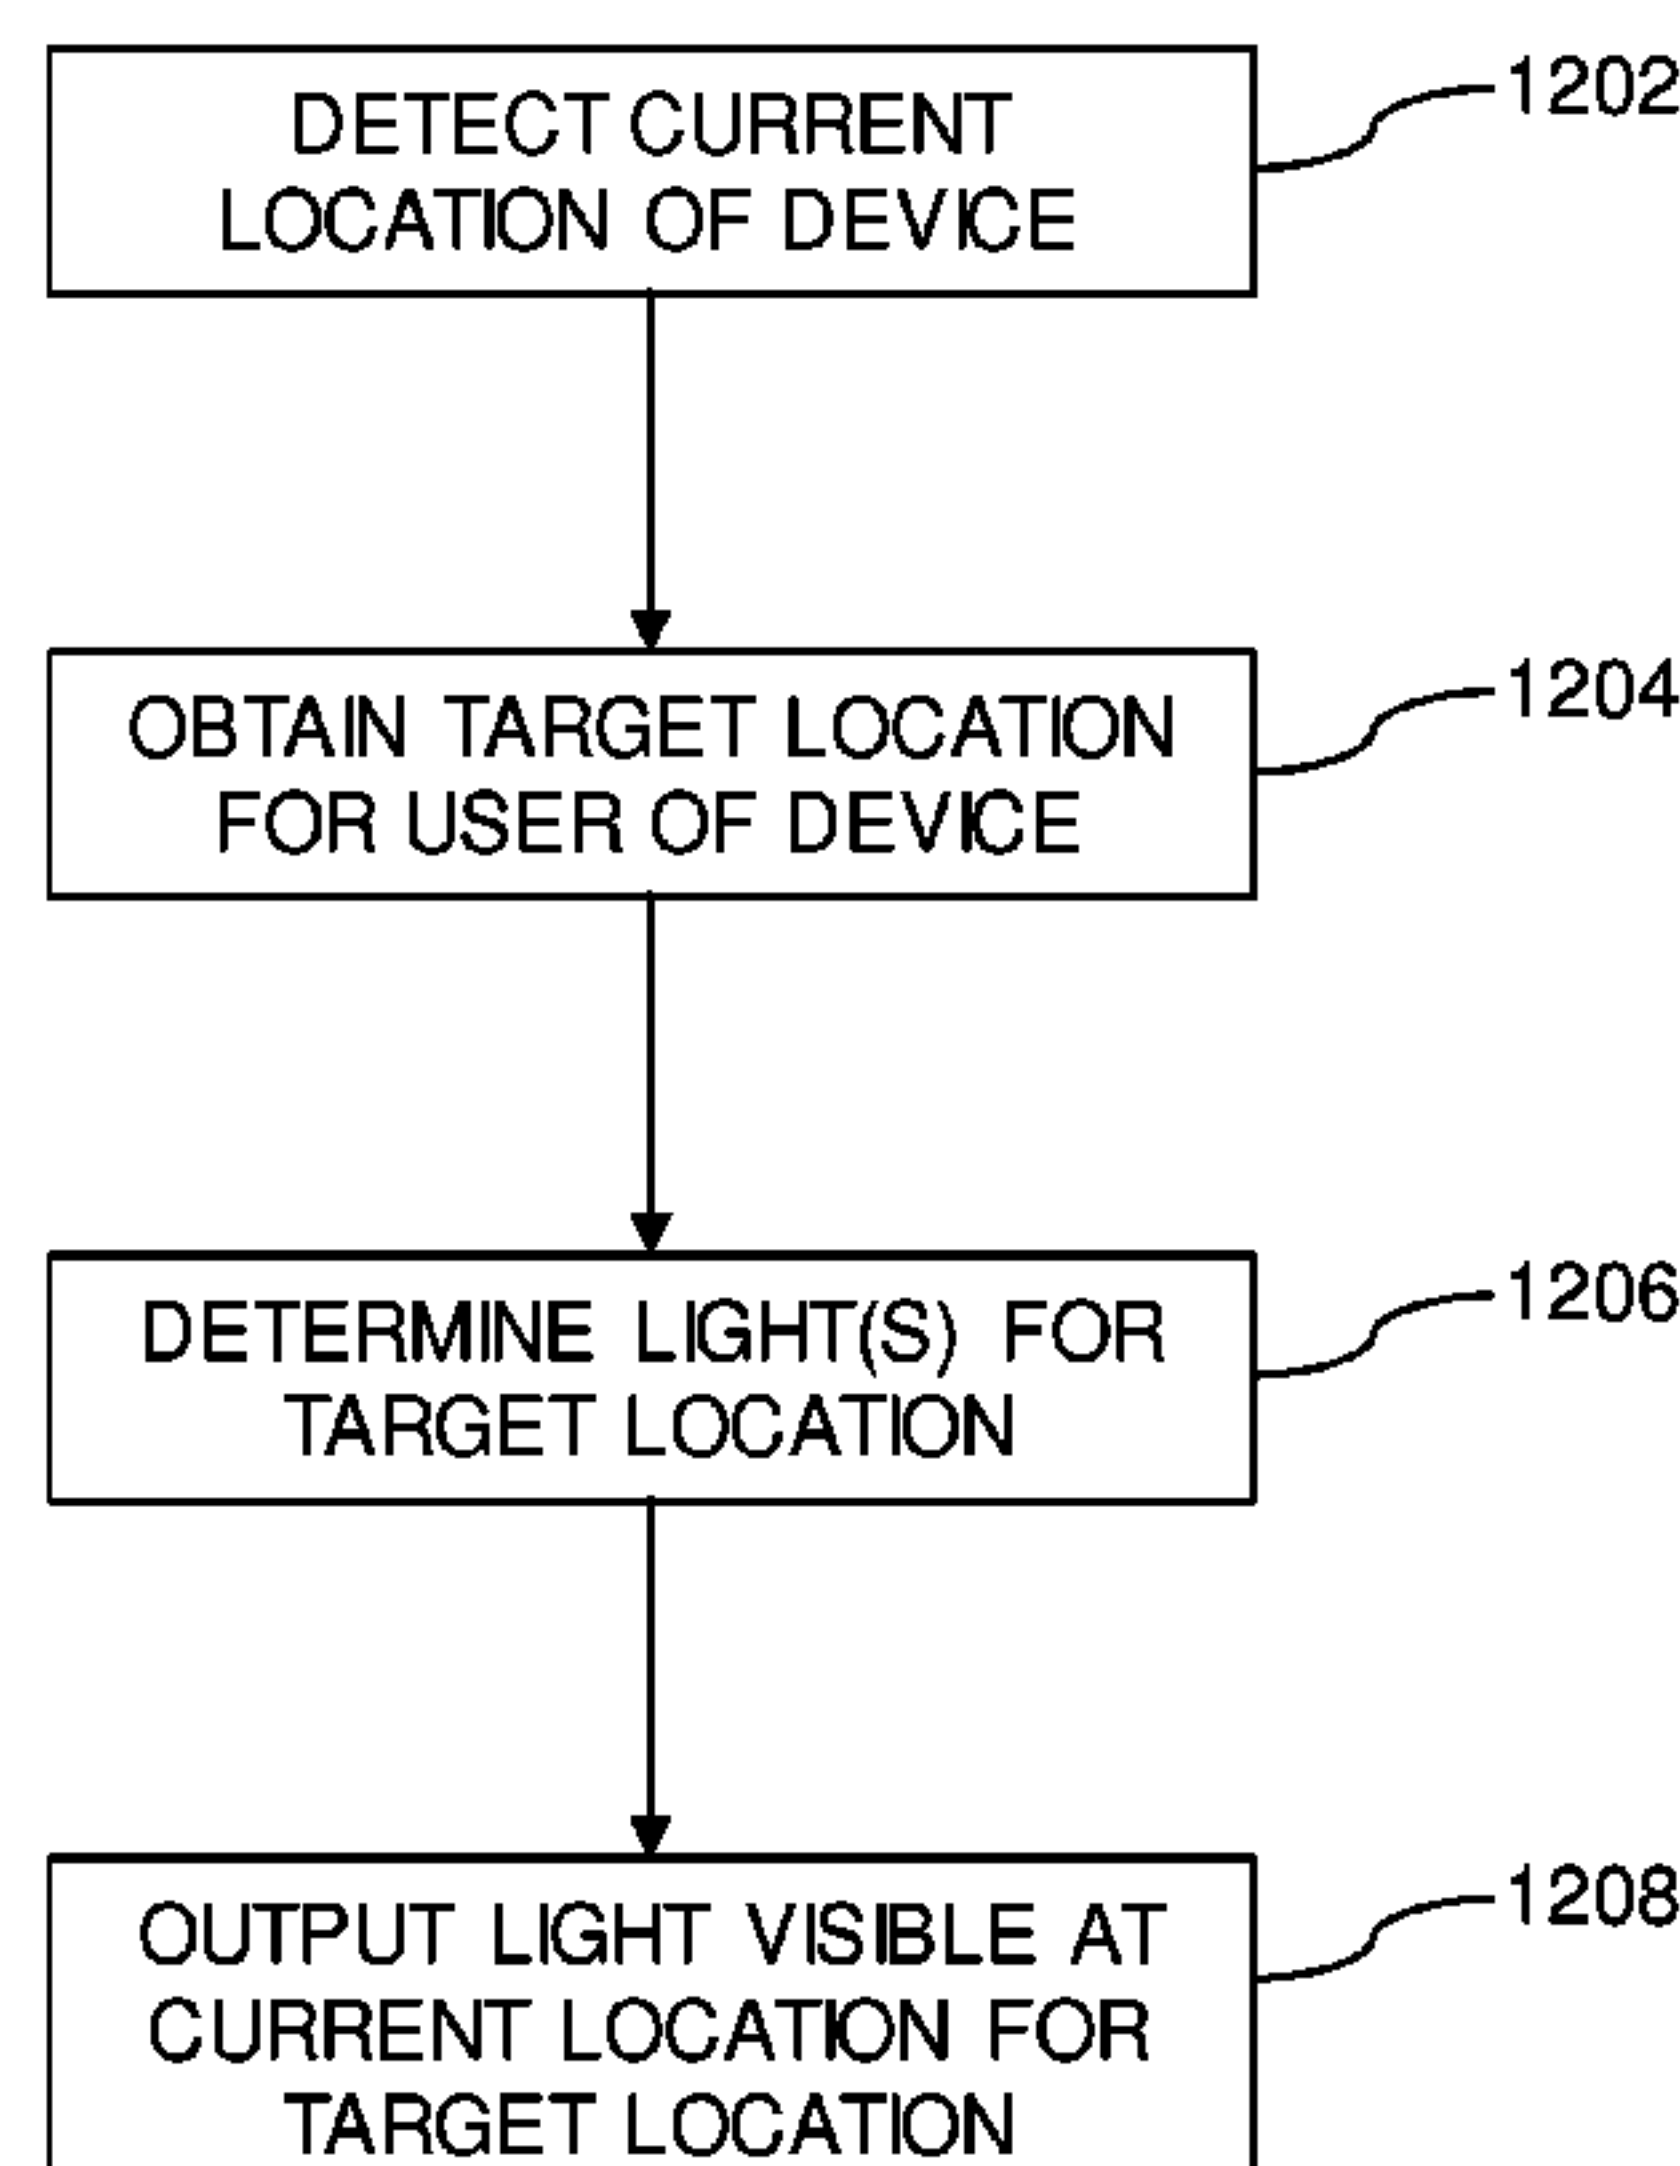 DETECT CURRENT
LOCATION OF DEVICE
1202
OBTAIN TARGET LOCATION
FOR USER OF DEVICE
1204
DETERMINE LIGHT(S) FOR
TARGET LOCATION
1206
OUTPUT LIGHT VISIBLE AT
CURRENT LOCATION FOR
TARGET LOCATION
1208